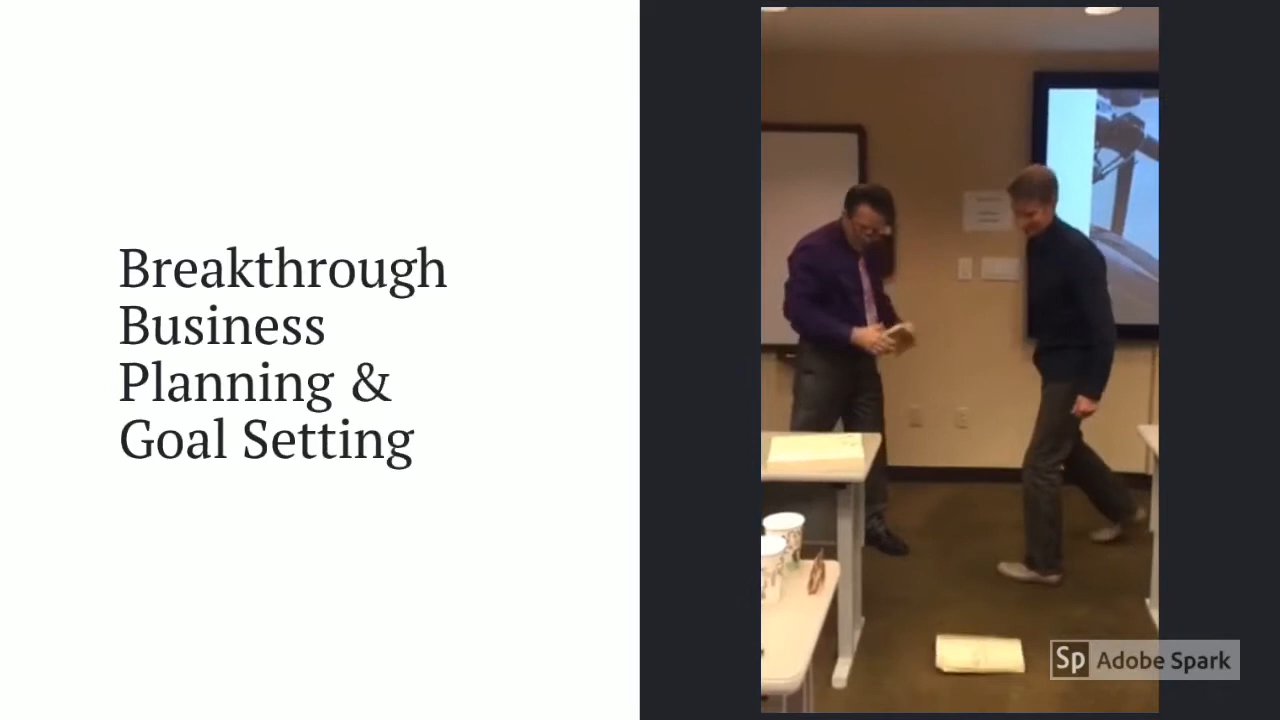 Breakthrough
Business
Planning &
Goal Setting
Sp Adobe Spark